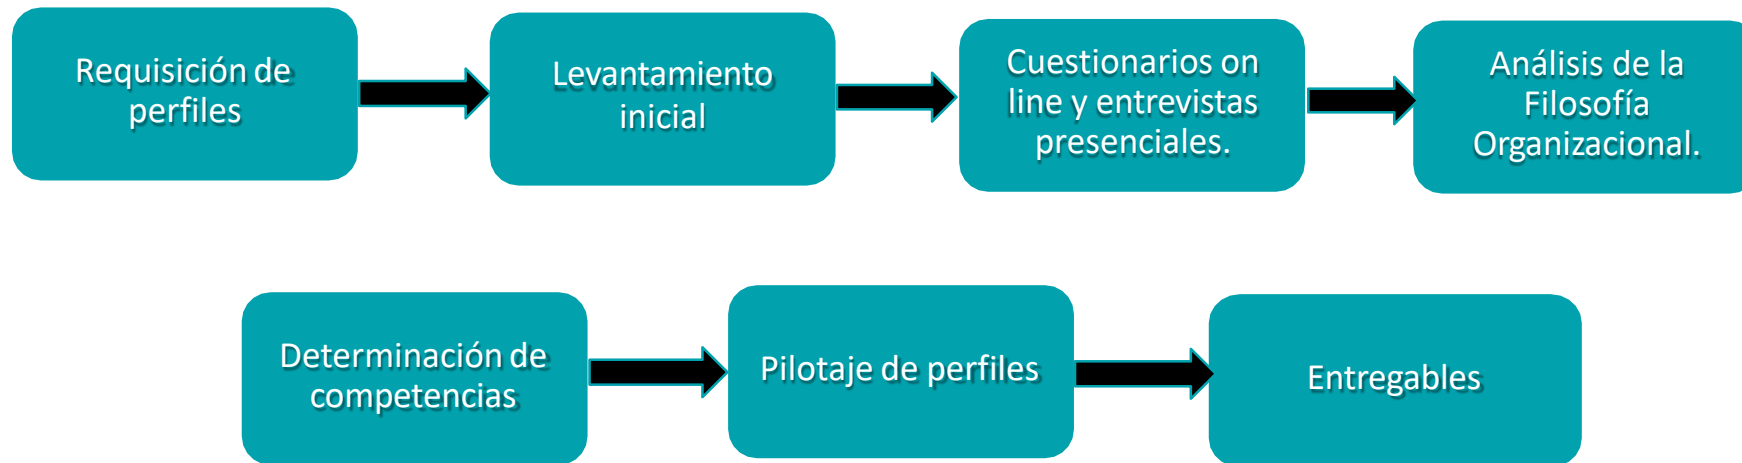 Requisición de
perfiles
Levantamiento
inicial
Cuestionarios on
line y entrevistas
presenciales.
Análisis de la
Filosofía
Organizacional.
Determinación de
competencias
Pilotaje de perfiles
Entregables